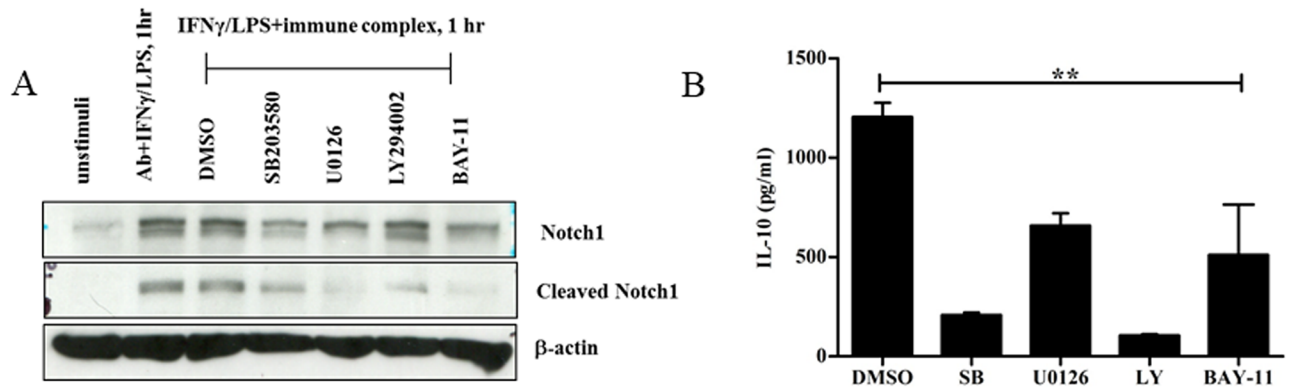 A
unstimuli
Ab+IFNγ/LPS, 1hr
IFNγ/LPS+immune complex, 1 hr
DMSO
SB203580
U0126
LY294002
BAY-11
Notch1
Cleaved Notch1
β-actin
B
IL-10 (pg/ml)
1500
1000
500
0
**
DMSO SB U0126 LY BAY-11